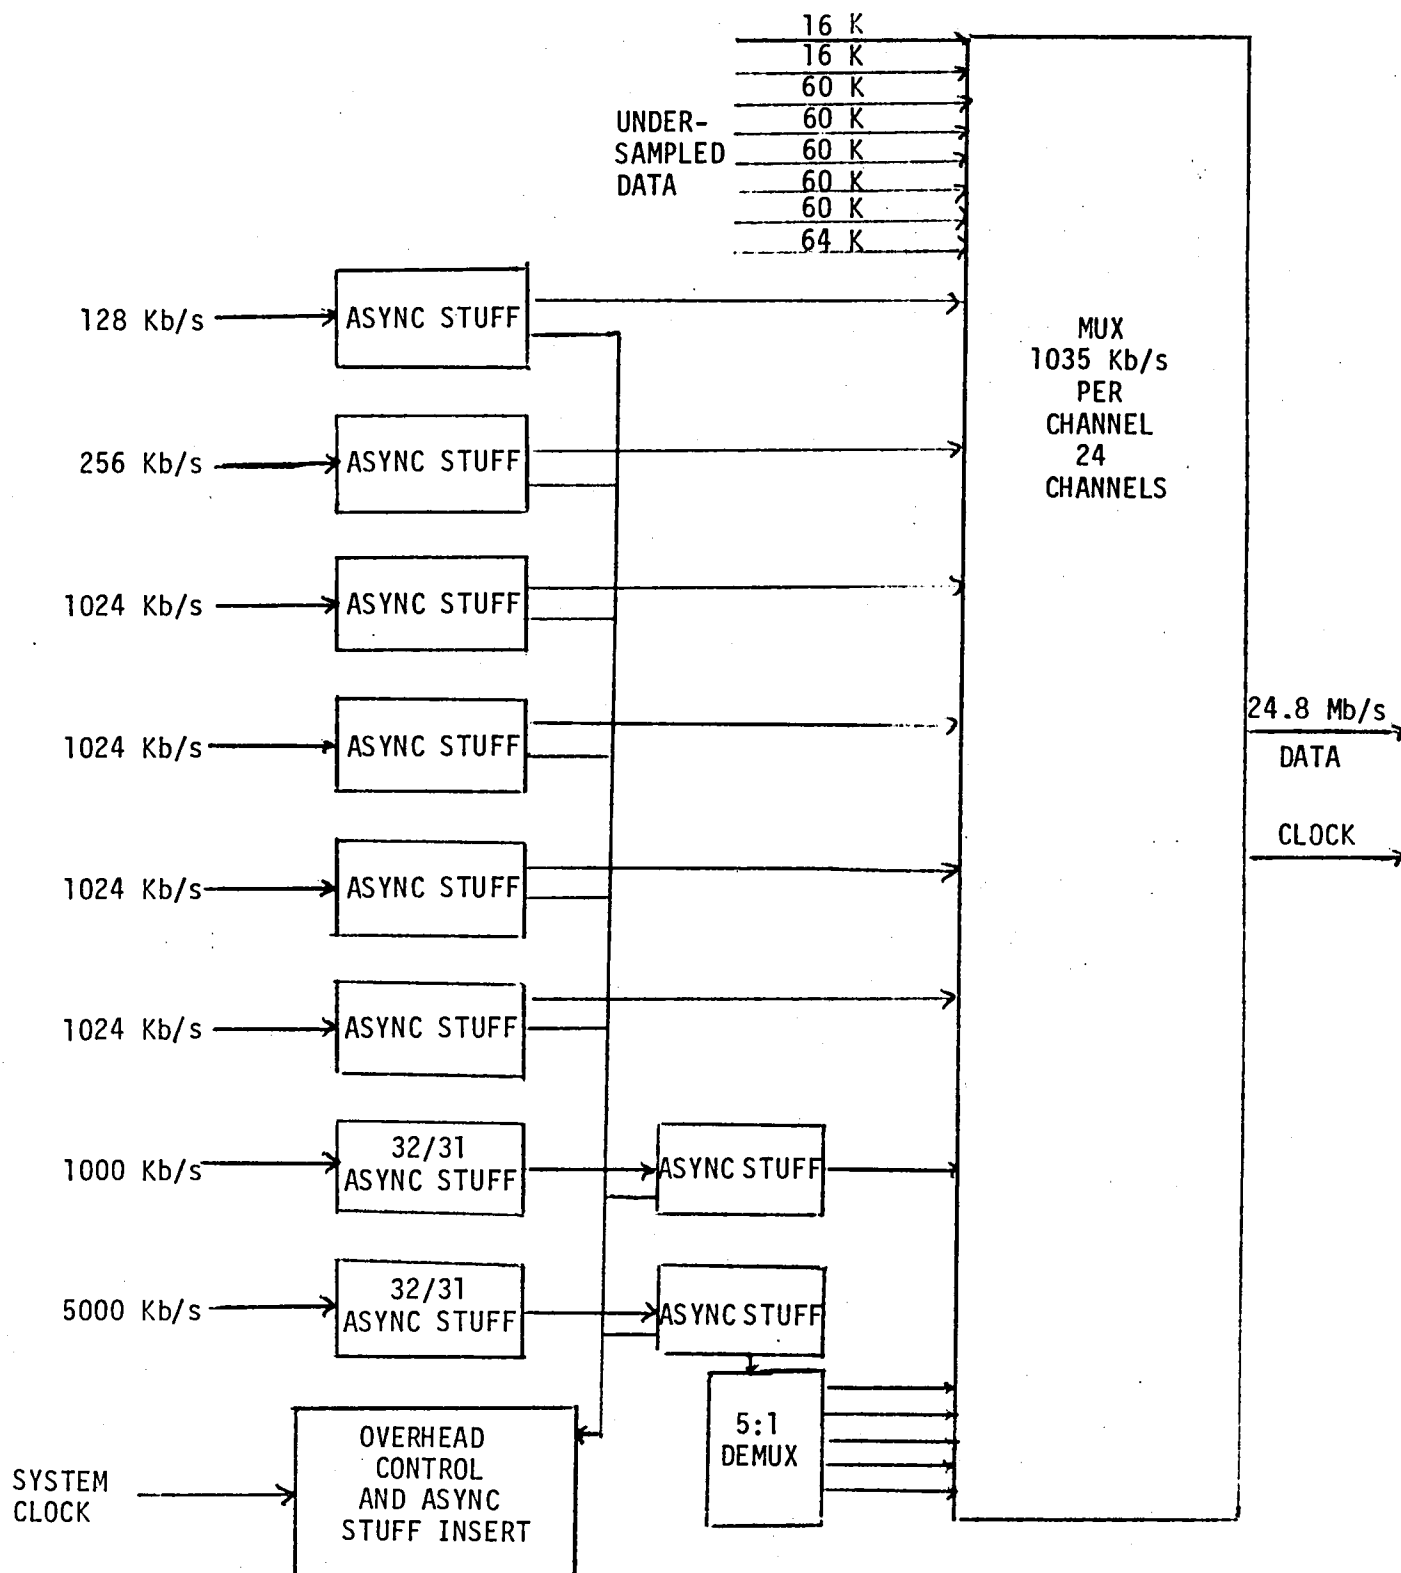 16 K
16 K
60 K
60 K
60 K
60 K
60 K
64 K
UNDER-
SAMPLED
DATA
128 Kb/s
ASYNC STUFF
256 Kb/s
ASYNC STUFF
1024 Kb/s
ASYNC STUFF
1024 Kb/s
ASYNC STUFF
1024 Kb/s
ASYNC STUFF
1024 Kb/s
ASYNC STUFF
1000 Kb/s
32/31
ASYNC STUFF
ASYNC STUFF
5000 Kb/s
32/31
ASYNC STUFF
ASYNC STUFF
5:1
DEMUX
SYSTEM
CLOCK
OVERHEAD
CONTROL
AND ASYNC
STUFF INSERT
MUX
1035 Kb/s
PER
CHANNEL
24
CHANNELS
24.8 Mb/s
DATA
CLOCK